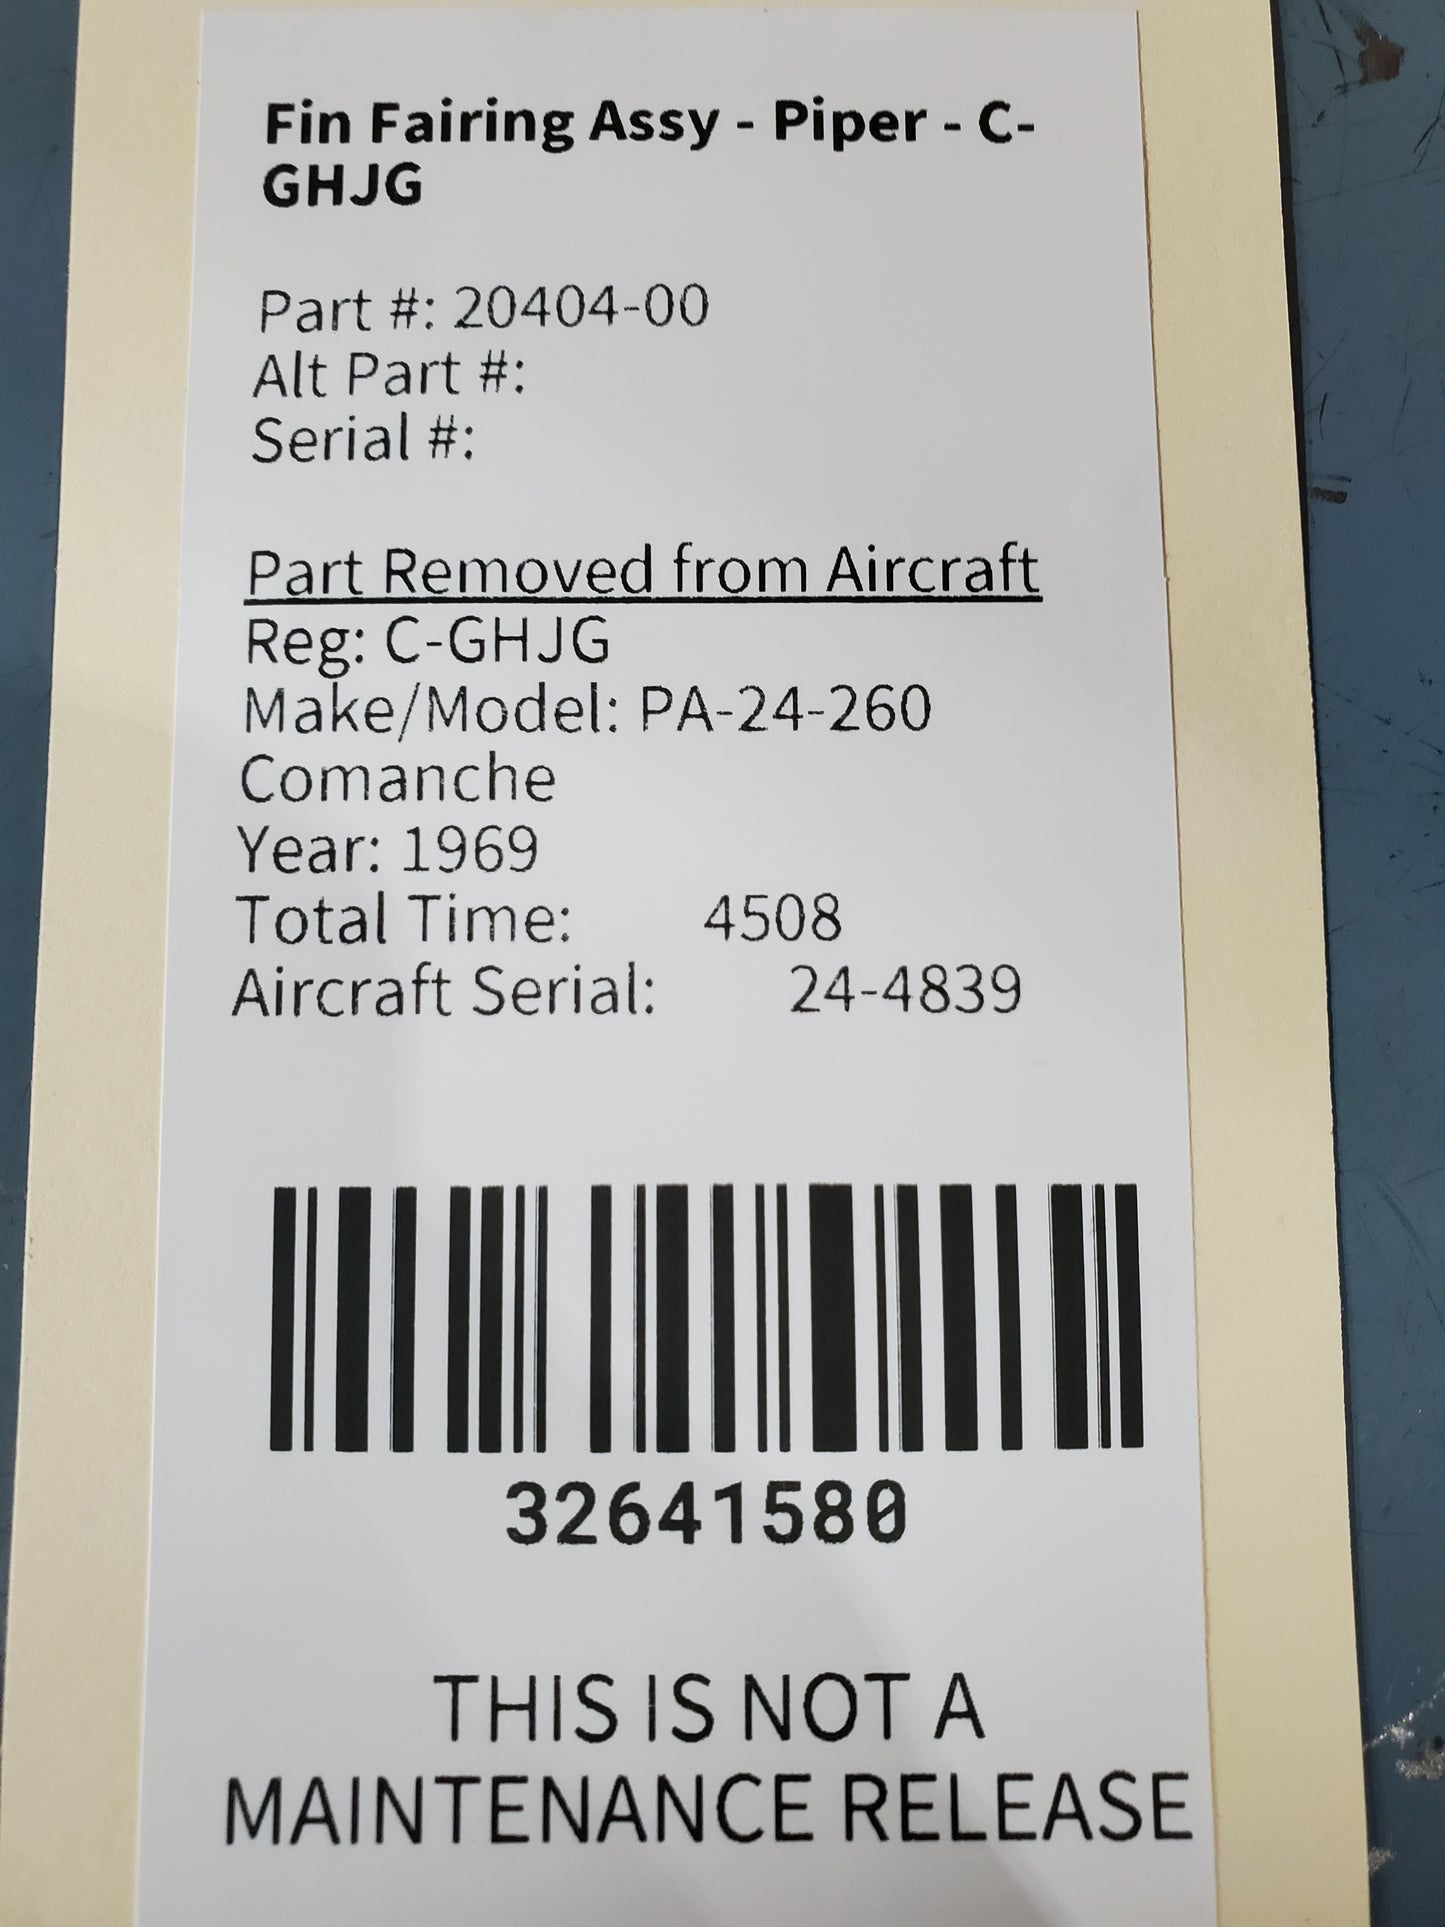 Fin Fairing Assy - Piper - C-
GHJG
Part #: 20404-00
Alt Part #:
Serial #:
Part Removed from Aircraft
Reg: C-GHJG
Make/Model: PA-24-260
Comanche
Year: 1969
Total Time: 4508
Aircraft Serial: 24-4839
32641580
THIS IS NOT A
MAINTENANCE RELEASE